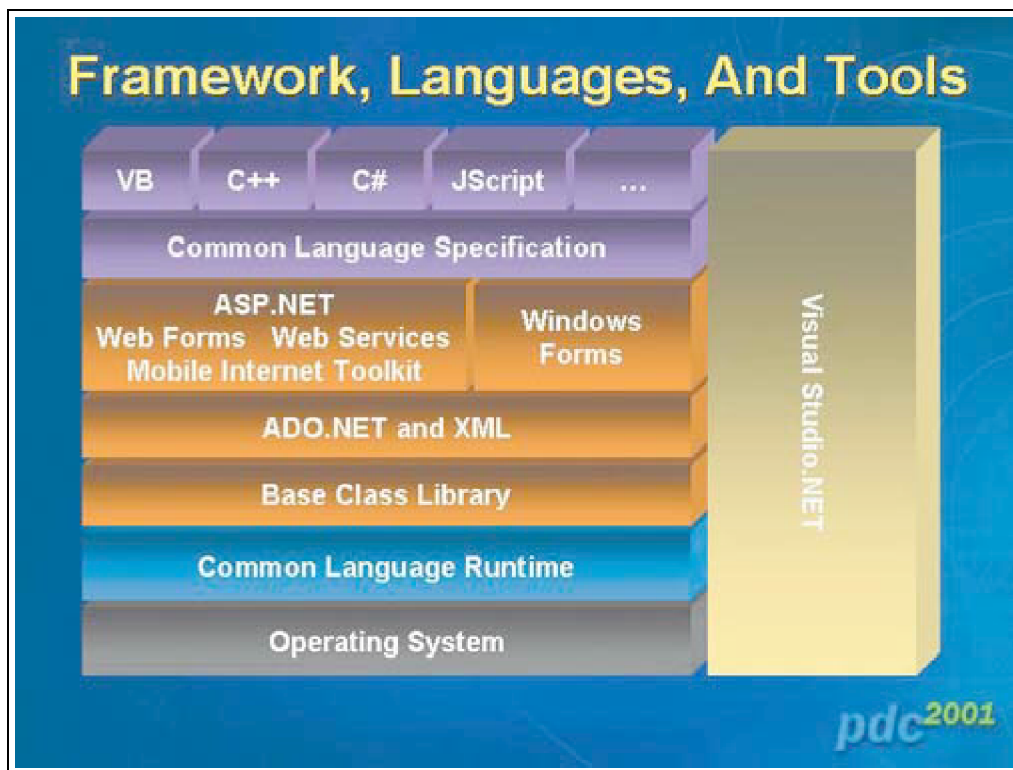 Framework, Languages, And Tools
VB C++ C# JScript ...
Common Language Specification
ASP.NET
Web Forms Web Services
Mobile Internet Toolkit
Windows
Forms
ADO.NET and XML
Base Class Library
Common Language Runtime
Operating System
Visual Studio.NET
pdc2001